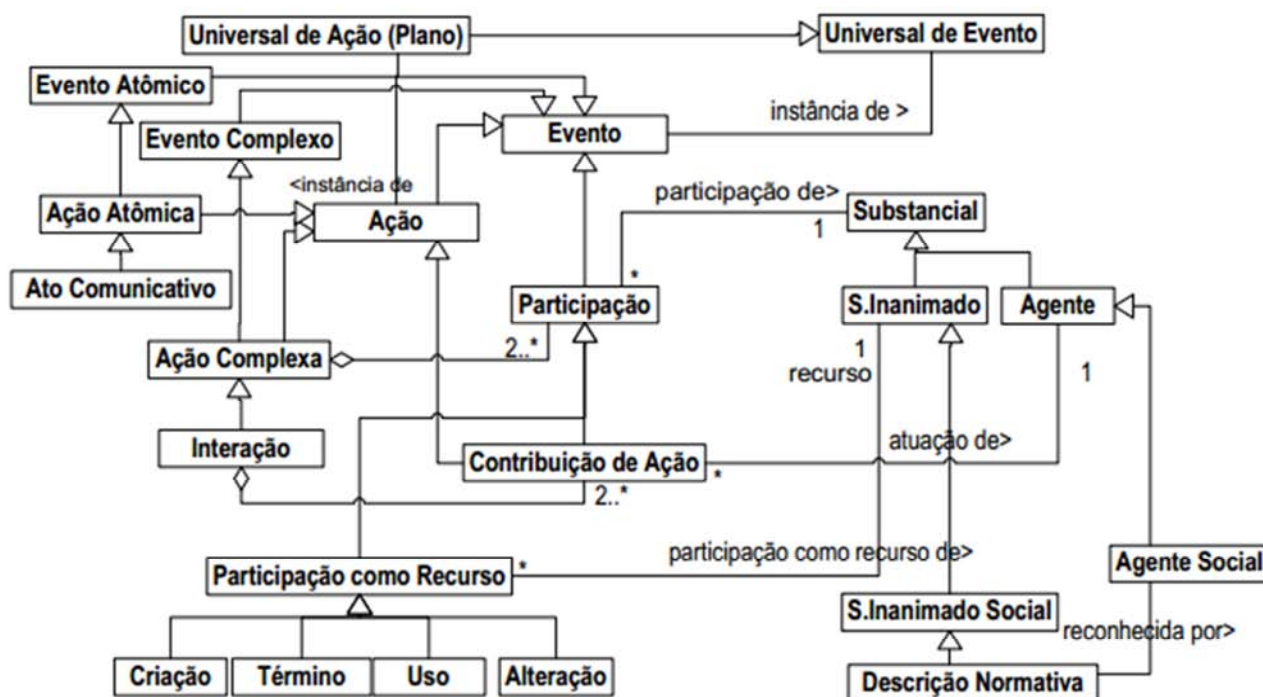 Universal de Ação (Plano)
Universal de Evento
Evento Atômico
instância de >
Evento Complexo
Evento
<instância de
participação de>
Ação Atômica
Ação
1
Substancial
Ato Comunicativo
*
Participação
S.Inanimado
Agente
Ação Complexa
2..*
1
recurso
1
Interação
Contribuição de Ação
*
atuação de>
2..*
Participação como Recurso
*
participação como recurso de>
Agente Social
S.Inanimado Social
reconhecida por>
Criação
Término
Uso
Alteração
Descrição Normativa